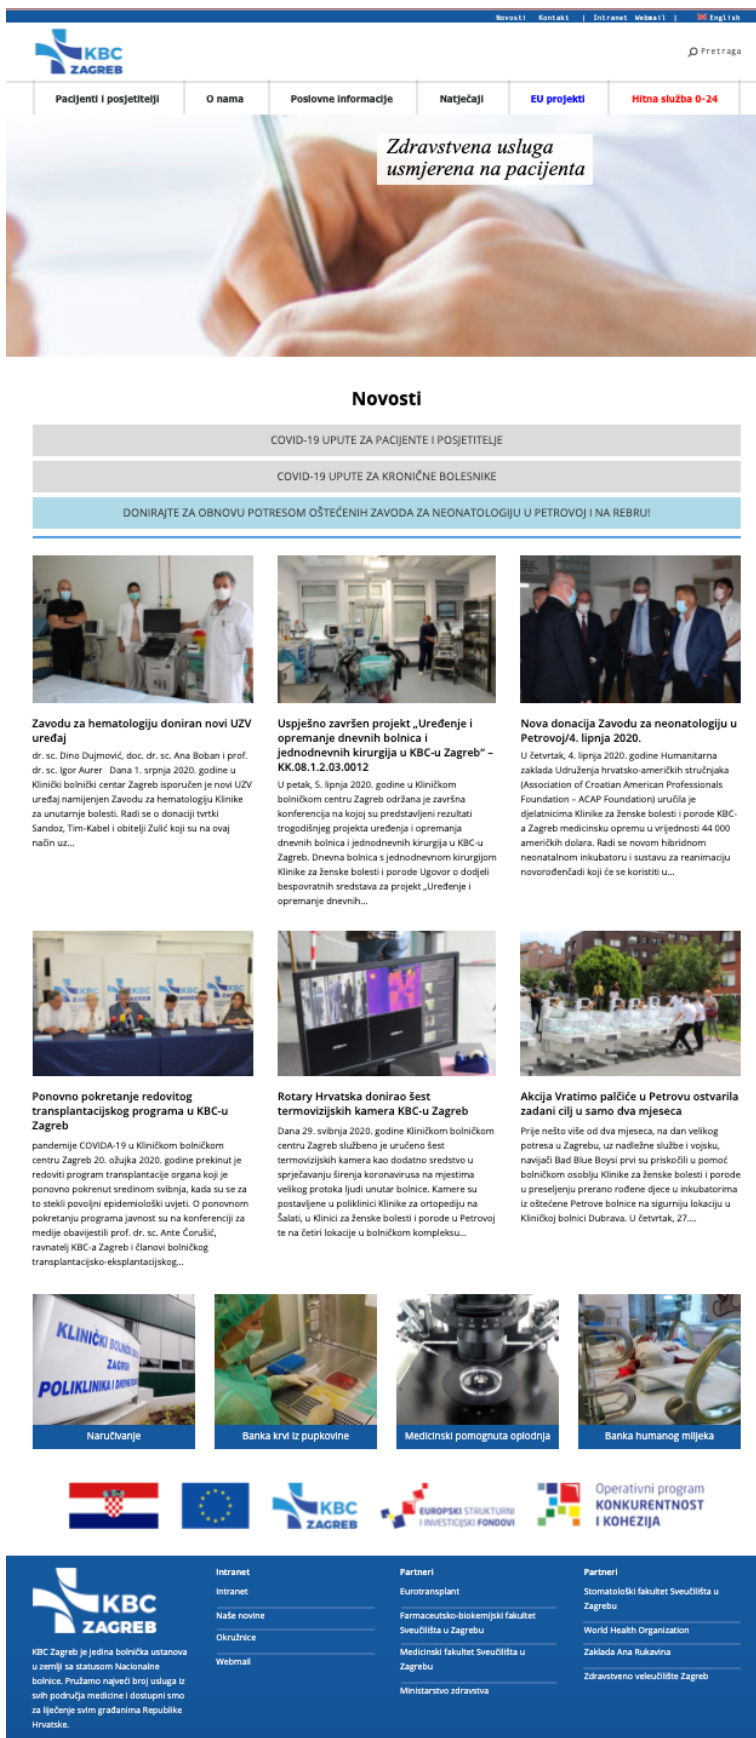 Novosti Kontakt | Intranet Webmail | English
KBC
ZAGREB
Pretraga
Pacijenti i posjetitelji O nama Poslovne informacije Natječaji EU projekti Hitna služba 0-24
Zdravstvena usluga
usmjerena na pacijenta
Novosti
COVID-19 UPUTE ZA PACIJENTE I POSJETITELJE
COVID-19 UPUTE ZA KRONIČNE BOLESNIKE
DONIRAJTE ZA OBNOVU POTRESOM OŠTEĆENIH ZAVODA ZA NEONATOLOGIJU U PETROVOJ I NA REBRU!
Zavodu za hematologiju doniran novi UZV
uređaj
dr. sc. Dino Dujmović, doc. dr. sc. Ana Boban i prof.
dr. sc. Igor Aurer Dana 1. srpnja 2020. godine u
Klinički bolnički centar Zagreb isporučen je novi UZV
uređaj namijenjen Zavodu za hematologiju Klinike
za unutarnje bolesti. Radi se o donaciji tvrtki
Sandoz, Tim-Kabel i obitelji Zulić koji su na ovaj
način uz...
Uspješno završen projekt „Uređenje i
opremanje dnevnih bolnica i
jednodnevnih kirurgija u KBC-u Zagreb“ –
KK.08.1.2.03.0012
U petak, 5. lipnja 2020. godine u Kliničkom
bolničkom centru Zagreb održana je završna
konferencija na kojoj su predstavljeni rezultati
trogodišnjeg projekta uređenja i opremanja
dnevnih bolnica i jednodnevnih kirurgija u KBC-u
Zagreb. Dnevna bolnica s jednodnevnom kirurgijom
Klinike za ženske bolesti i porode Ugovor o dodjeli
bespovratnih sredstava za projekt „Uređenje i
opremanje dnevnih...
Nova donacija Zavodu za neonatologiju u
Petrovoj/4. lipnja 2020.
U četvrtak, 4. lipnja 2020. godine Humanitarna
zaklada Udruženja hrvatsko-američkih stručnjaka
(Association of Croatian American Professionals
Foundation – ACAP Foundation) uručila je
djelatnicima Klinike za ženske bolesti i porode KBC-
a Zagreb medicinsku opremu u vrijednosti 44 000
američkih dolara. Radi se novom hibridnom
neonatalnom inkubatoru i sustavu za reanimaciju
novorođenčadi koji će se koristiti u...
KBC
ZAGREB
Ponovno pokretanje redovitog
transplantacijskog programa u KBC-u
Zagreb
pandemije COVIDA-19 u Kliničkom bolničkom
centru Zagreb 20. ožujka 2020. godine prekinut je
redoviti program transplantacije organa koji je
ponovno pokrenut sredinom svibnja, kada su se za
to stekli povoljni epidemiološki uvjeti. O ponovnom
pokretanju programa javnost su na konferenciji za
medije obavijestili prof. dr. sc. Ante Ćorušić,
ravnatelj KBC-a Zagreb i članovi bolničkog
transplantacijsko-eksplantacijskog...
Rotary Hrvatska donirao šest
termovizijskih kamera KBC-u Zagreb
Dana 29. svibnja 2020. godine Kliničkom bolničkom
centru Zagreb službeno je uručeno šest
termovizijskih kamera kao dodatno sredstvo u
sprječavanju širenja koronavirusa na mjestima
velikog protoka ljudi unutar bolnice. Kamere su
postavljene u poliklinici Klinike za ortopediju na
Šalati, u Klinici za ženske bolesti i porode u Petrovoj
te na četiri lokacije u bolničkom kompleksu...
Akcija Vratimo palčiće u Petrovu ostvarila
zadani cilj u samo dva mjeseca
Prije nešto više od dva mjeseca, na dan velikog
potresa u Zagrebu, uz nadležne službe i vojsku,
navijači Bad Blue Boysi prvi su priskočili u pomoć
bolničkom osoblju Klinike za ženske bolesti i porode
u preseljenju prerano rođene djece u inkubatorima
iz oštećene Petrove bolnice na sigurniju lokaciju u
Kliničkoj bolnici Dubrava. U četvrtak, 27....
KLINIČKI
ZAGREB
POLIKLINIKA I
Naručivanje
Banka krvi iz pupkovine
Medicinski pomognuta oplodnja
Banka humanog mlijeka
KBC
ZAGREB
EUROPSKI STRUKTURNI
I INVESTICIJSKI FONDOVI
Operativni program
KONKURENTNOST
I KOHEZIJA
KBC
ZAGREB
KBC Zagreb je jedina bolnička ustanova
u zemlji sa statusom Nacionalne
bolnice. Pružamo najveći broj usluga iz
svih područja medicine i dostupni smo
za liječenje svim građanima Republike
Hrvatske.
Intranet
Intranet
Naše novine
Okružnice
Webmail
Partneri
Eurotransplant
Farmaceutsko-biokemijski fakultet
Sveučilišta u Zagrebu
Medicinski fakultet Sveučilišta u
Zagrebu
Ministarstvo zdravstva
Partneri
Stomatološki fakultet Sveučilišta u
Zagrebu
World Health Organization
Zaklada Ana Rukavina
Zdravstveno veleučilište Zagreb